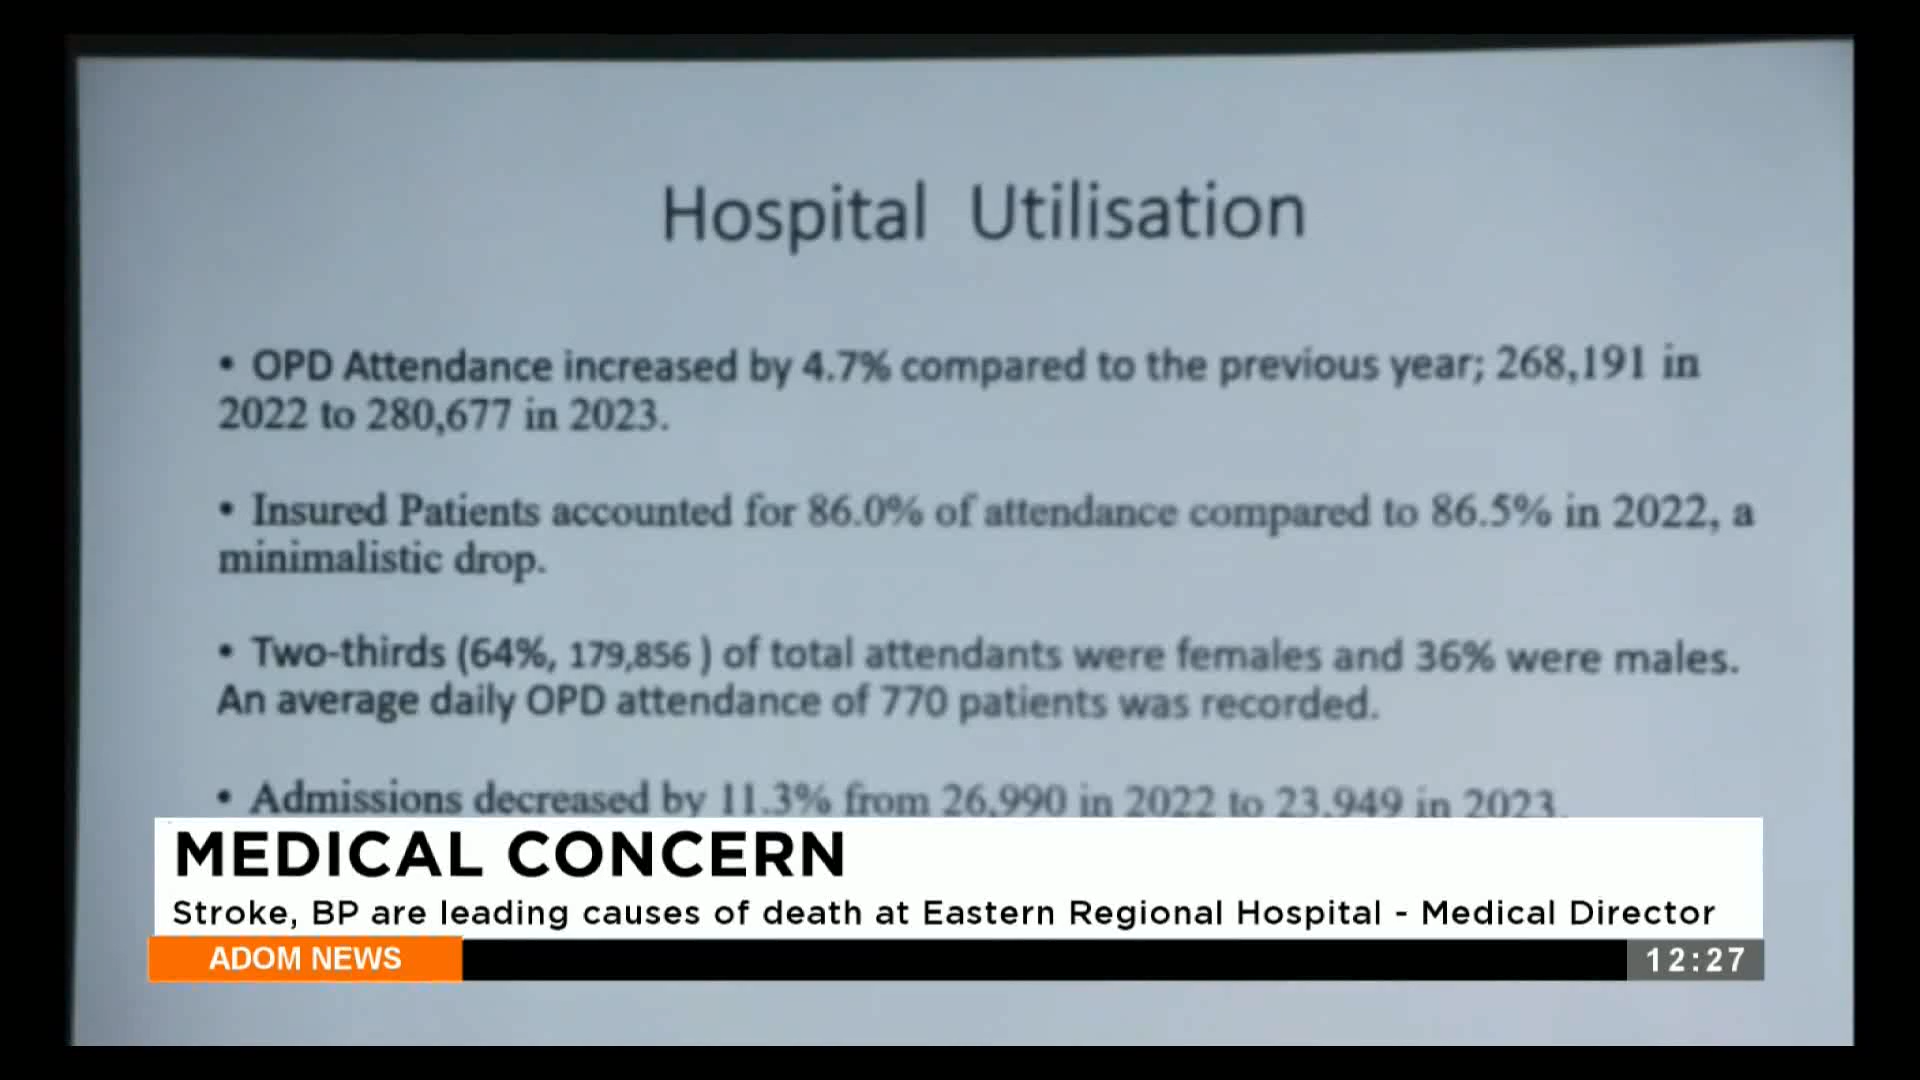 Hospital Utilisation
• OPD Attendance increased by 4.7% compared to the previous year; 268,191 in
2022 to 280,677 in 2023.
• Insured Patients accounted for 86.0% of attendance compared to 86.5% in 2022, a
minimalistic drop.
• Two-thirds (64%, 179,856 ) of total attendants were females and 36% were males.
An average daily OPD attendance of 770 patients was recorded.
• Admissions decreased by 11.3% from 26,990 in 2022 to 23,949 in 2023.
MEDICAL CONCERN
Stroke, BP are leading causes of death at Eastern Regional Hospital - Medical Director
ADOM NEWS
12:27